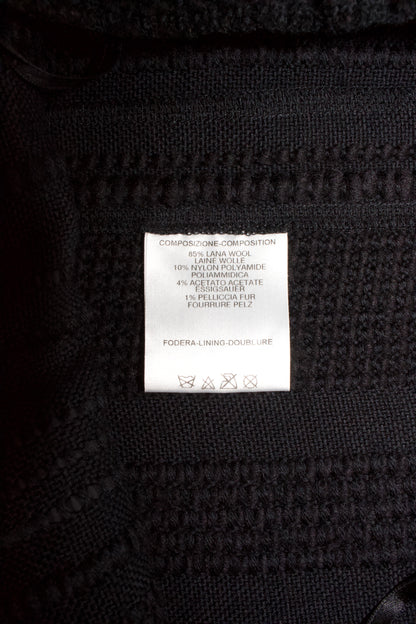 COMPOSIZIONE-COMPOSITION
85% LANA WOOL
LAINE WOLLE
10% NYLON POLYAMIDE
POLIAMMIDICA
4% ACETATO ACETATE
ESSIGSAUER
1% PELLICCIA FUR
FOURRURE PELZ
FODERA-LINING-DOUBLURE